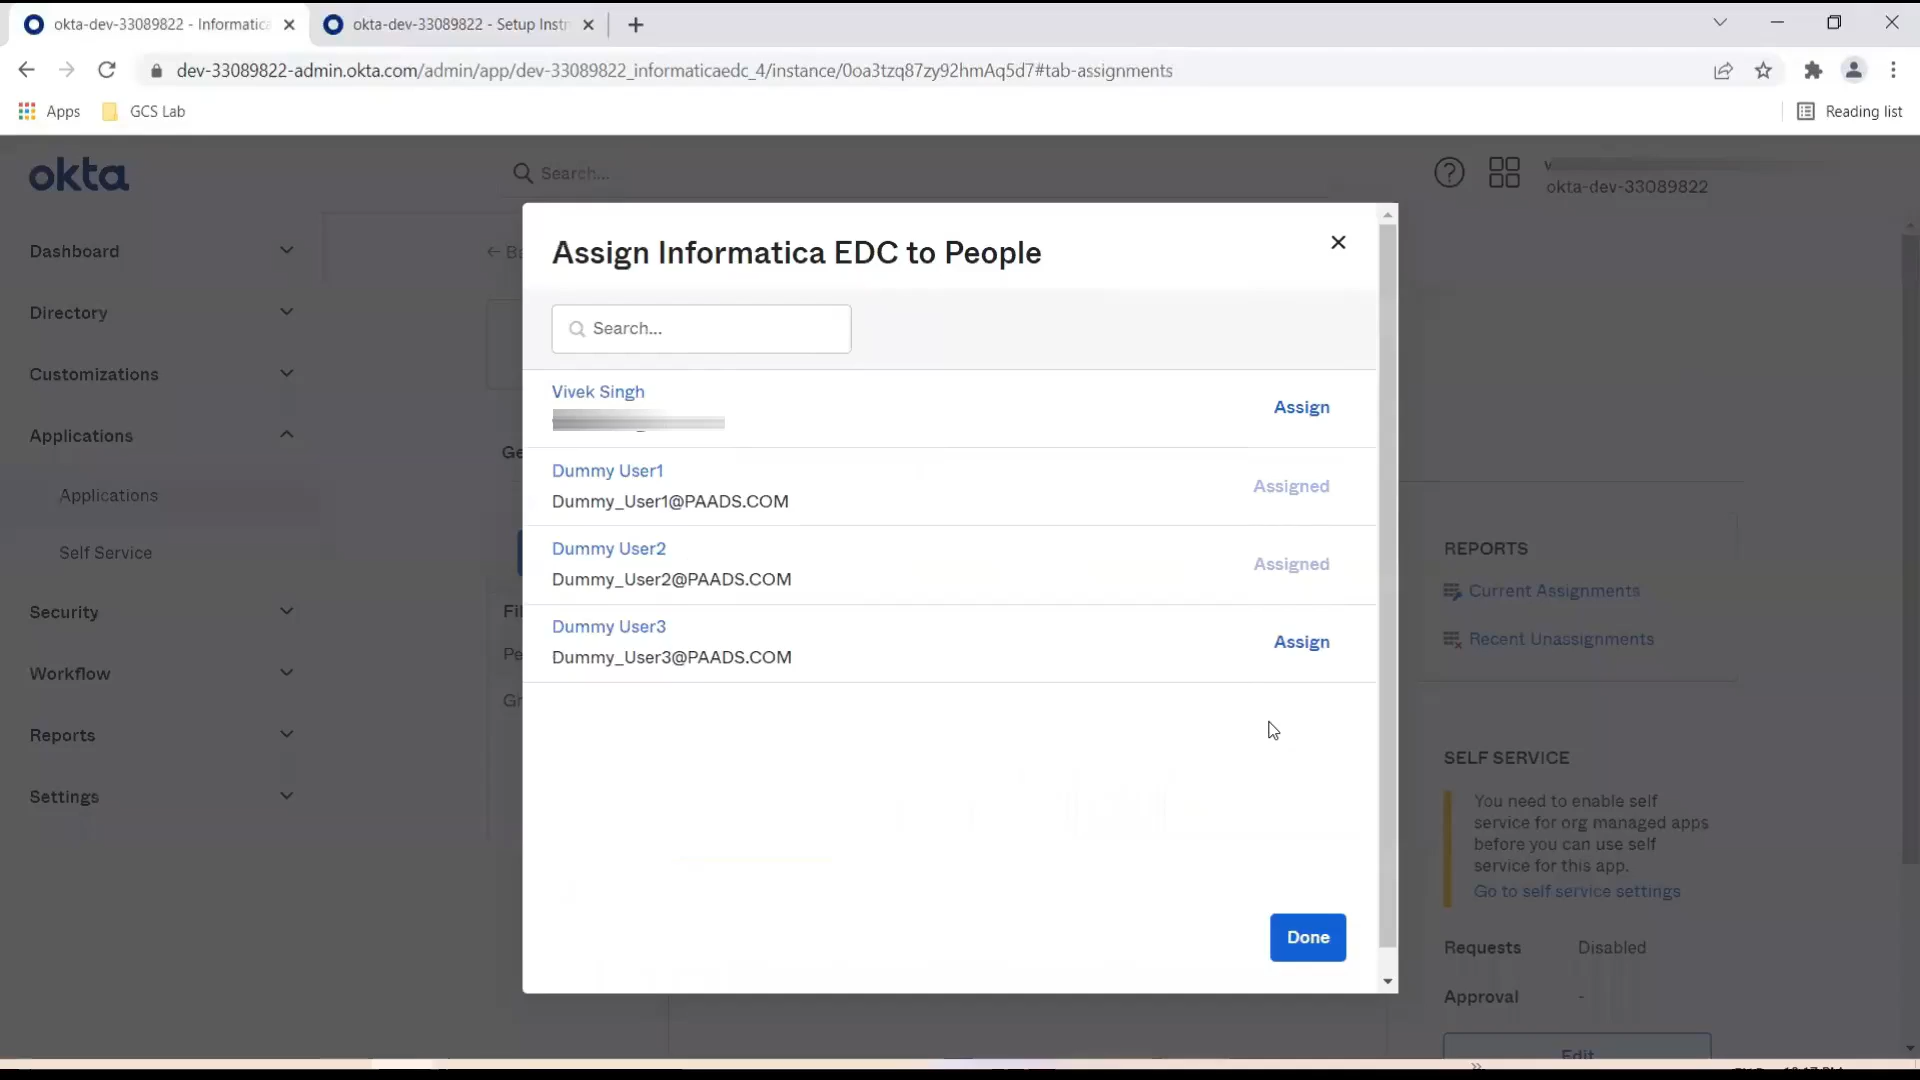 okta-dev-33089822 - Informatica
okta-dev-33089822 - Setup Instr
dev-33089822-admin.okta.com/admin/app/dev-33089822_informaticaedc_4/instance/0oa3tzq87zy92hmAq5d7#tab-assignments
Apps
GCS Lab
Reading list
okta
Search...
okta-dev-33089822
Dashboard
Directory
Customizations
Applications
Applications
Self Service
Security
Workflow
Reports
Settings
Assign Informatica EDC to People
Search...
Vivek Singh
Assign
Dummy User1
Dummy_User1@PAADS.COM
Assigned
Dummy User2
Dummy_User2@PAADS.COM
Assigned
Dummy User3
Dummy_User3@PAADS.COM
Assign
Done
REPORTS
Current Assignments
Recent Unassignments
SELF SERVICE
You need to enable self
service for org managed apps
before you can use self
service for this app.
Go to self service settings
Requests Disabled
Approval -
Edit